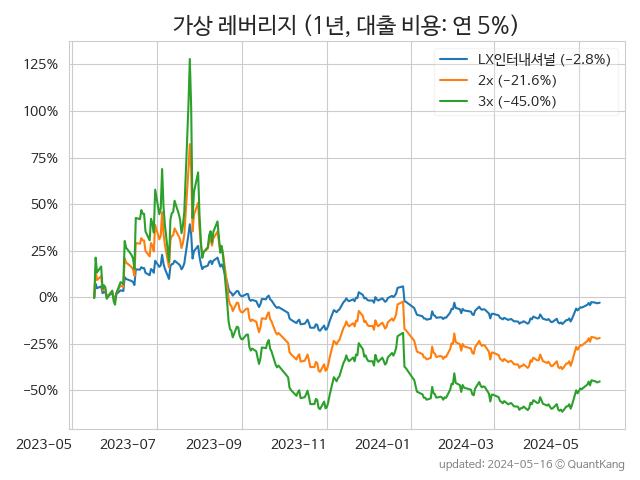 가상 레버리지 (1년, 대출 비용: 연 5%)
LX인터내셔널 (−2.8%)
2x (−21.6%)
3x (−45.0%)
125%
100%
75%
50%
25%
0%
−25%
−50%
2023-05 2023-07 2023-09 2023-11 2024-01 2024-03 2024-05
updated: 2024-05-16 © QuantKang